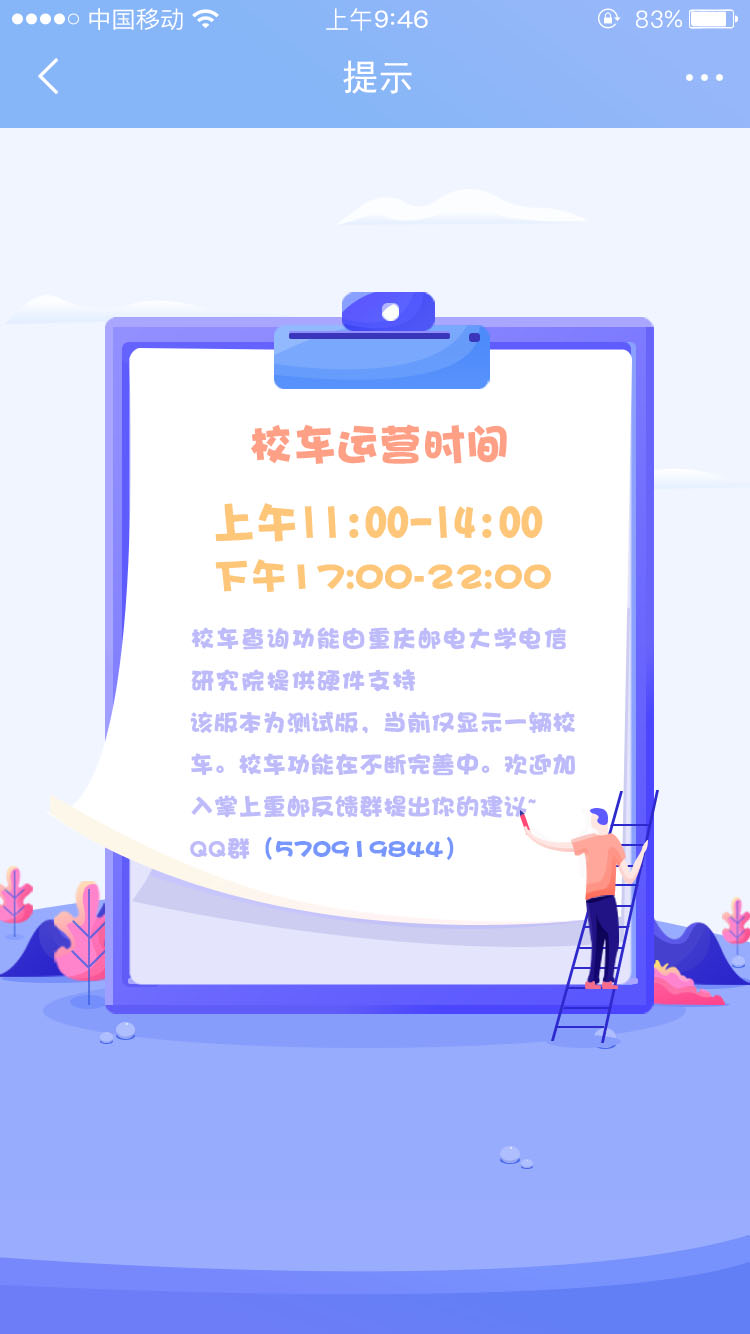 中国移动 上午9:46 83%
提示
校车运营时间
上午11:00-14:00
下午17:00-22:00
校车查询功能由重庆邮电大学电信
研究院提供硬件支持
该版本为测试版，当前仅显示一辆校
车。校车功能在不断完善中。欢迎加
入掌上重邮反馈群提出你的建议~
QQ群（570919844）